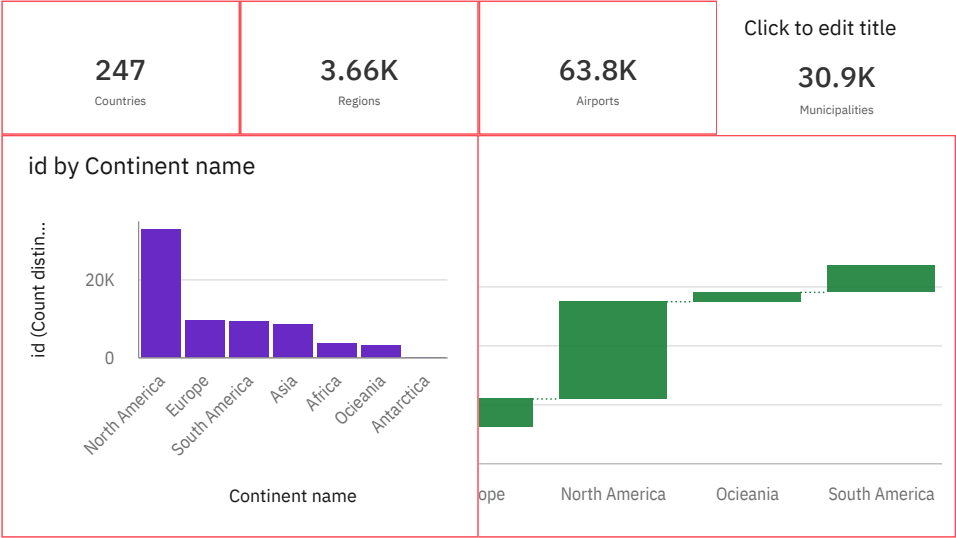 247
Countries
3.66K
Regions
63.8K
Airports
Click to edit title
30.9K
Municipalities
id by Continent name
id (Count distin...
20K
0
North America
Europe
South America
Asia
Africa
Ocieania
Antarctica
Continent name
ope
North America
Ocieania
South America